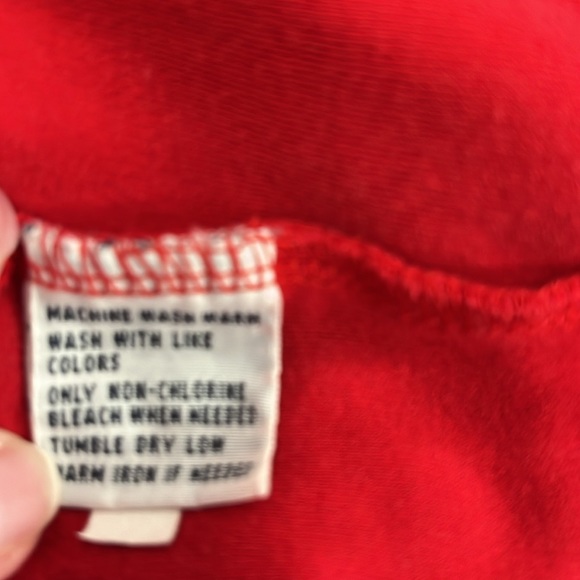 MACHINE WASH WARM
WASH WITH LIKE
COLORS
ONLY NON-CHLORINE
BLEACH WHEN NEEDED
TUMBLE DRY LOW
WARM IRON IF NEEDED